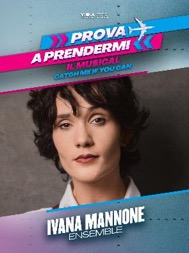 PROVA
A PRENDERMI
IL MUSICAL
CATCH ME IF YOU CAN
IVANA MANNONE
ENSEMBLE